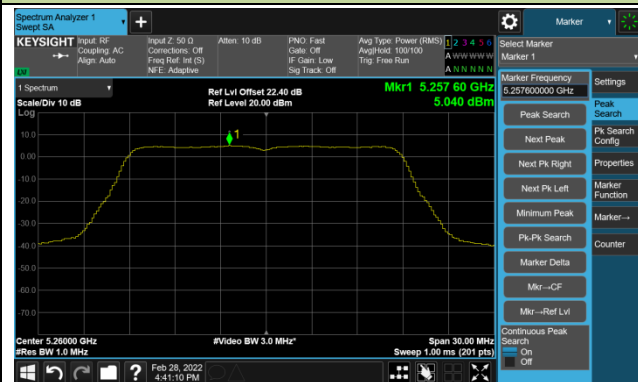 Spectrum Analyzer 1
Swept SA
Marker
KEYSIGHT
Input: RF
Coupling: AC
Align: Auto
Input Z: 50 Ω
Corrections: Off
Freq Ref: Int (S)
NFE: Adaptive
Atten: 10 dB
PNO: Fast
Gate: Off
IF Gain: Low
Sig Track: Off
Avg Type: Power (RMS)
Avg|Hold: 100/100
Trig: Free Run
1 2 3 4 5 6
A W W W W W
A N N N N N
Select Marker
Marker 1
LXI
1 Spectrum
Scale/Div 10 dB
Log
Ref Lvl Offset 22.40 dB
Ref Level 20.00 dBm
Mkr1 5.257 60 GHz
5.040 dBm
Marker Frequency
5.257600000 GHz
Settings
Peak Search
Peak
Search
Next Peak
Pk Search
Config
Next Pk Right
Properties
Next Pk Left
Marker
Function
Minimum Peak
Marker→
Pk-Pk Search
Counter
Marker Delta
Mkr→CF
Mkr→Ref Lvl
Continuous Peak
Search
On
Off
1
10.0
0.00
-10.0
-20.0
-30.0
-40.0
-50.0
-60.0
-70.0
Center 5.26000 GHz
#Res BW 1.0 MHz
#Video BW 3.0 MHz*
Span 30.00 MHz
Sweep 1.00 ms (201 pts)
?
Feb 28, 2022
4:41:10 PM